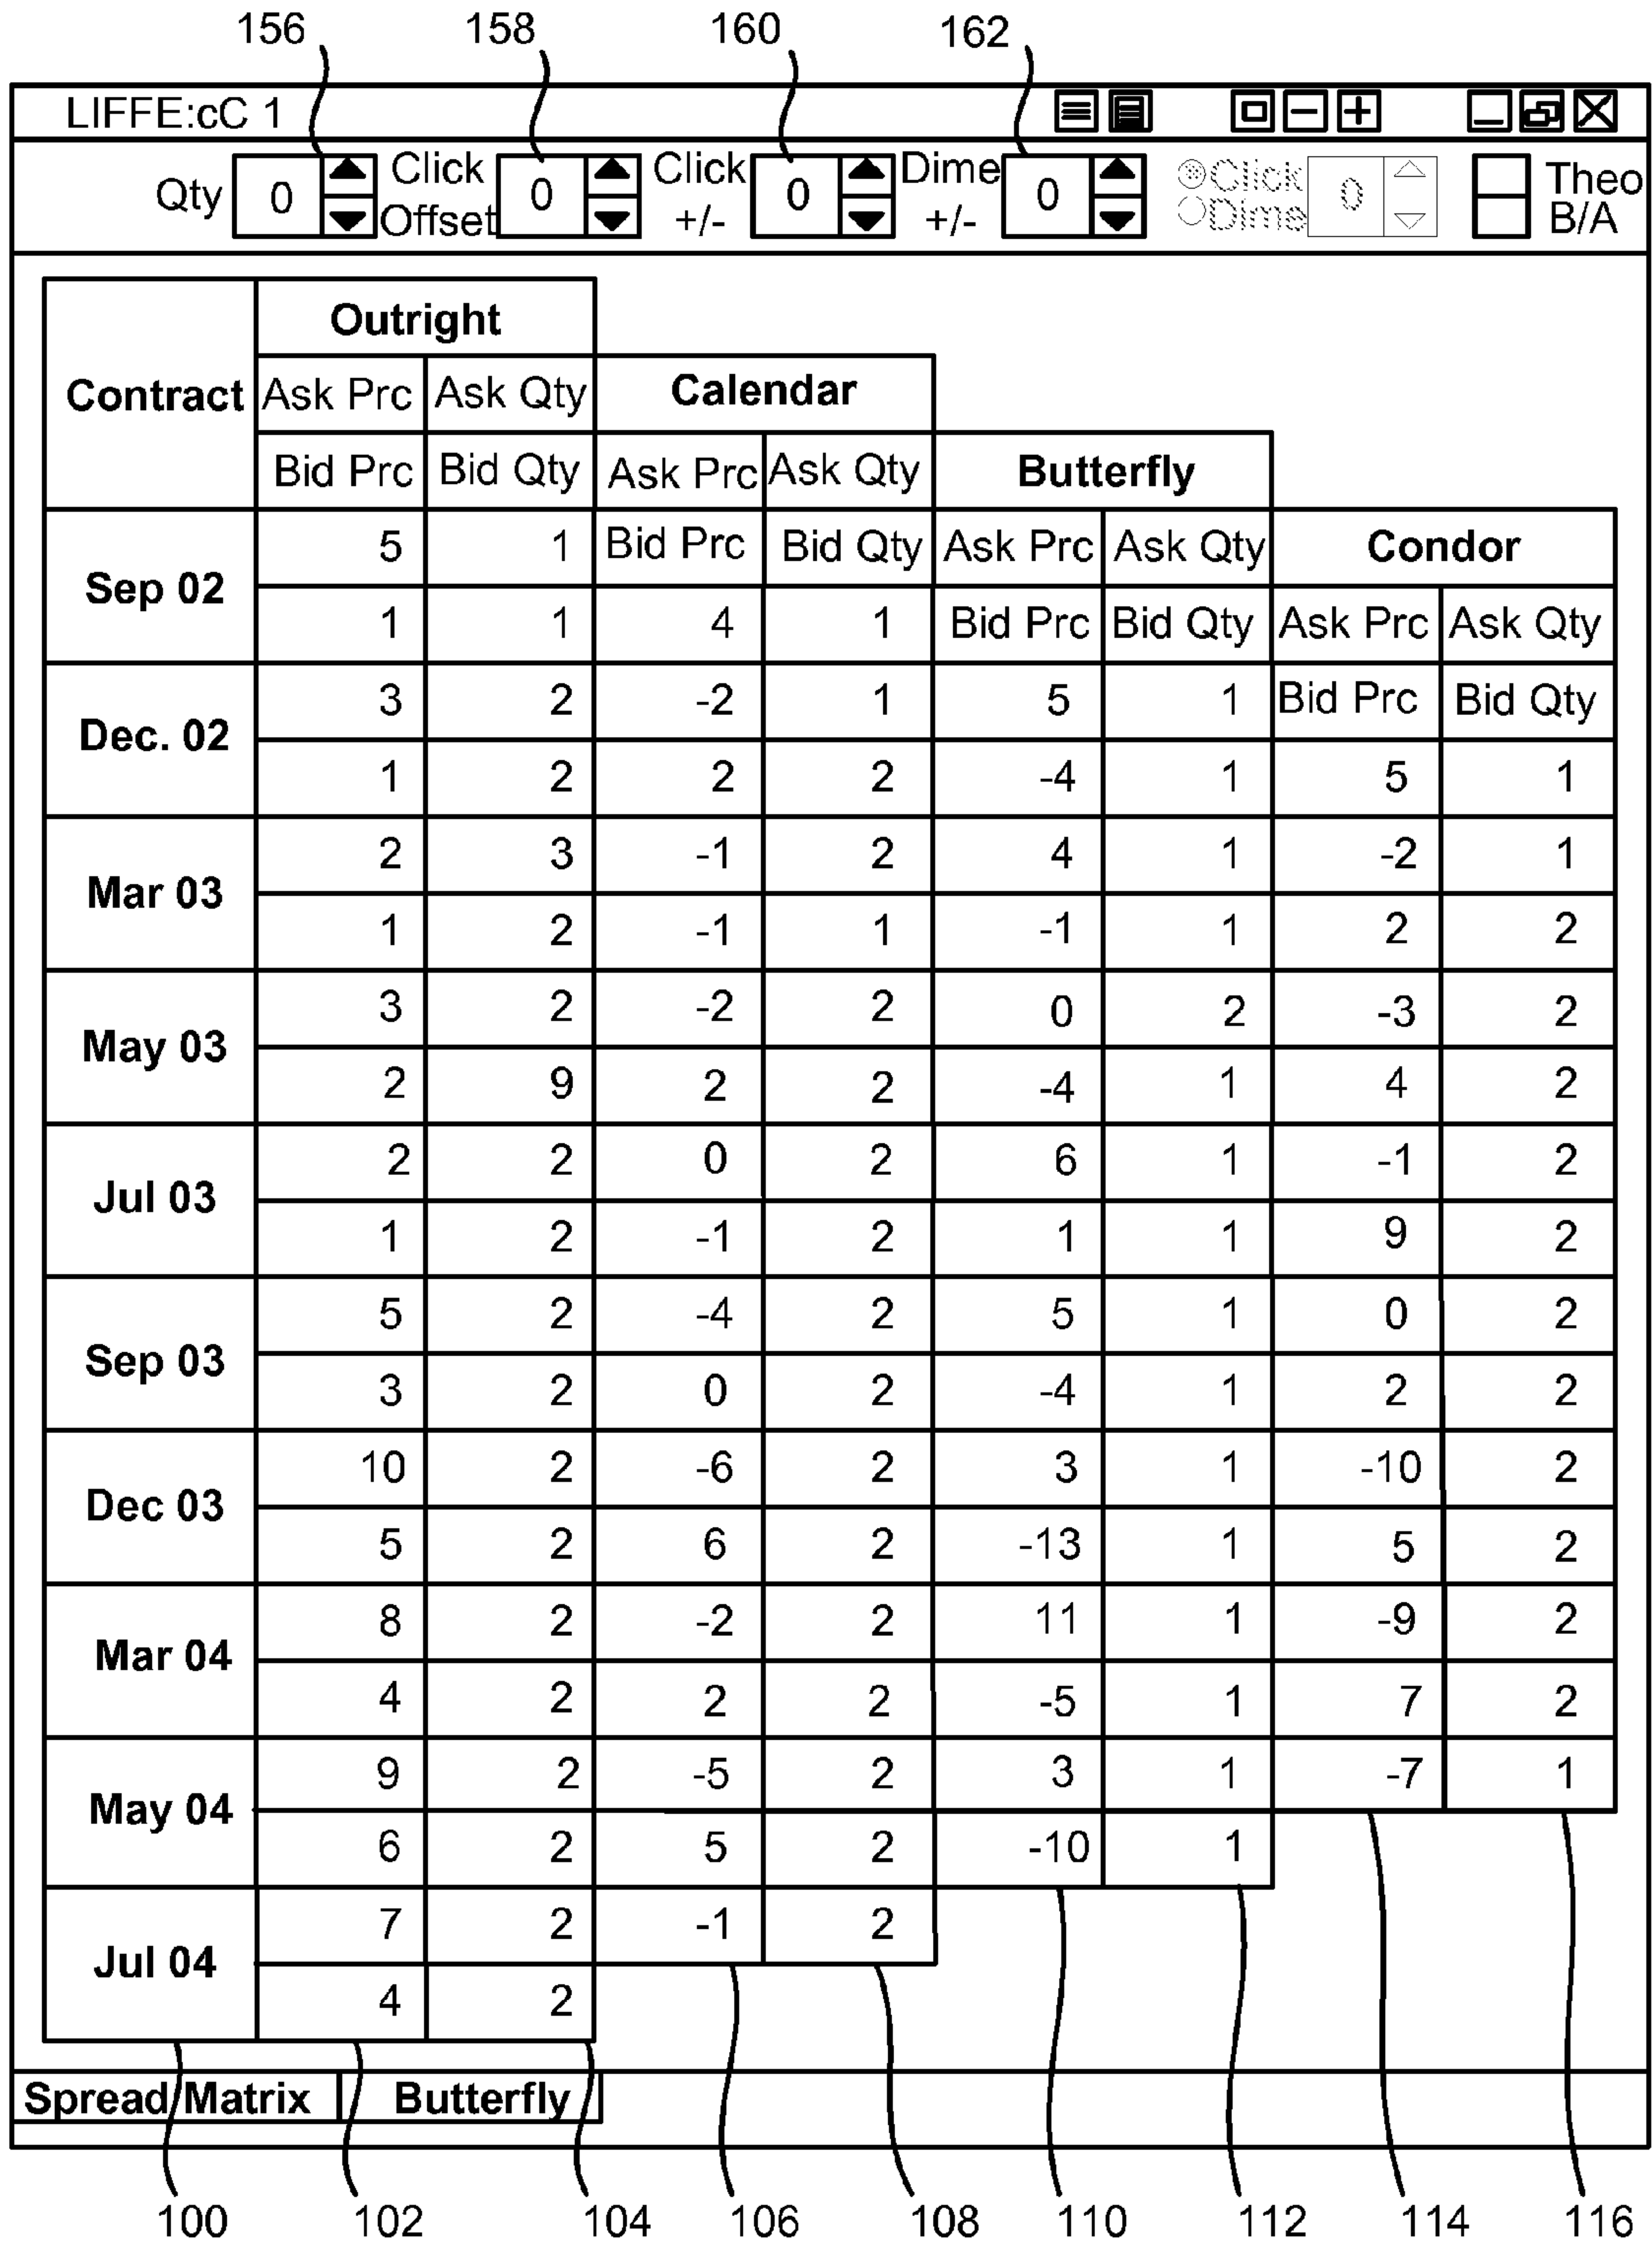 156 158 160 162
LIFFE:cC 1
Qty 0 Click Offset 0 Click +/- 0 Dime +/- 0 Click Dime 0 Theo B/A
Outright
Contract Ask Prc Ask Qty Calendar
Bid Prc Bid Qty Ask Prc Ask Qty Butterfly
Sep 02 5 1 Bid Prc Bid Qty Ask Prc Ask Qty Condor
1 1 4 1 Bid Prc Bid Qty Ask Prc Ask Qty
Dec. 02 3 2 -2 1 5 1 Bid Prc Bid Qty
1 2 2 2 -4 1 5 1
Mar 03 2 3 -1 2 4 1 -2 1
1 2 -1 1 -1 1 2 2
May 03 3 2 -2 2 0 2 -3 2
2 9 2 2 -4 1 4 2
Jul 03 2 2 0 2 6 1 -1 2
1 2 -1 2 1 1 9 2
Sep 03 5 2 -4 2 5 1 0 2
3 2 0 2 -4 1 2 2
Dec 03 10 2 -6 2 3 1 -10 2
5 2 6 2 -13 1 5 2
Mar 04 8 2 -2 2 11 1 -9 2
4 2 2 2 -5 1 7 2
May 04 9 2 -5 2 3 1 -7 1
6 2 5 2 -10 1
Jul 04 7 2 -1 2
4 2
Spread Matrix Butterfly
100 102 104 106 108 110 112 114 116